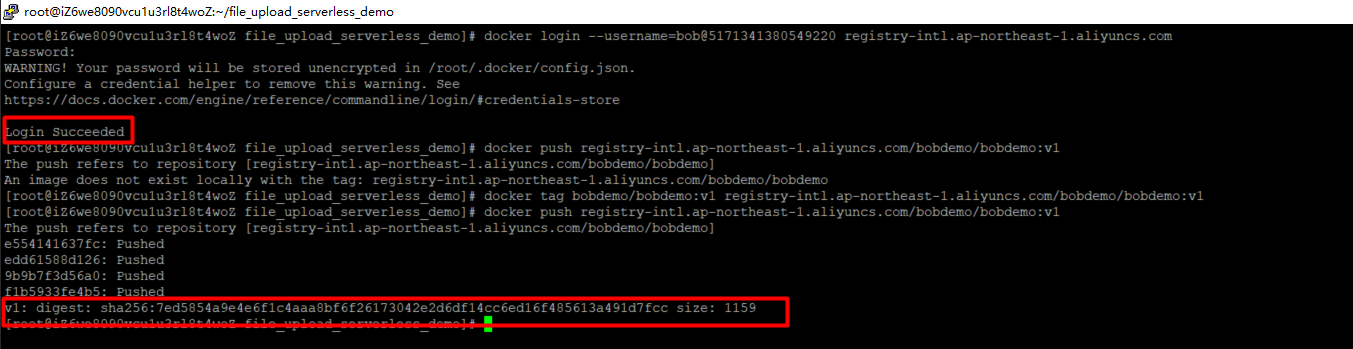 root@iZ6we8090vcu1u3rl8t4woZ:~/file_upload_serverless_demo
[root@iZ6we8090vcu1u3rl8t4woZ file_upload_serverless_demo]# docker login --username=bob@5171341380549220 registry-intl.ap-northeast-1.aliyuncs.com
Password:
WARNING! Your password will be stored unencrypted in /root/.docker/config.json.
Configure a credential helper to remove this warning. See
https://docs.docker.com/engine/reference/commandline/login/#credentials-store
Login Succeeded
[root@iZ6we8090vcu1u3rl8t4woZ file_upload_serverless_demo]# docker push registry-intl.ap-northeast-1.aliyuncs.com/bobdemo/bobdemo:v1
The push refers to repository [registry-intl.ap-northeast-1.aliyuncs.com/bobdemo/bobdemo]
An image does not exist locally with the tag: registry-intl.ap-northeast-1.aliyuncs.com/bobdemo/bobdemo
[root@iZ6we8090vcu1u3rl8t4woZ file_upload_serverless_demo]# docker tag bobdemo/bobdemo:v1 registry-intl.ap-northeast-1.aliyuncs.com/bobdemo/bobdemo:v1
[root@iZ6we8090vcu1u3rl8t4woZ file_upload_serverless_demo]# docker push registry-intl.ap-northeast-1.aliyuncs.com/bobdemo/bobdemo:v1
The push refers to repository [registry-intl.ap-northeast-1.aliyuncs.com/bobdemo/bobdemo]
e554141637fc: Pushed
edd61588d126: Pushed
9b9b7f3d56a0: Pushed
f1b5933fe4b5: Pushed
v1: digest: sha256:7ed5854a9e4e6f1c4aaa8bf6f26173042e2d6df14cc6ed16f485613a491d7fcc size: 1159
[root@iZ6we8090vcu1u3rl8t4woZ file_upload_serverless_demo]#